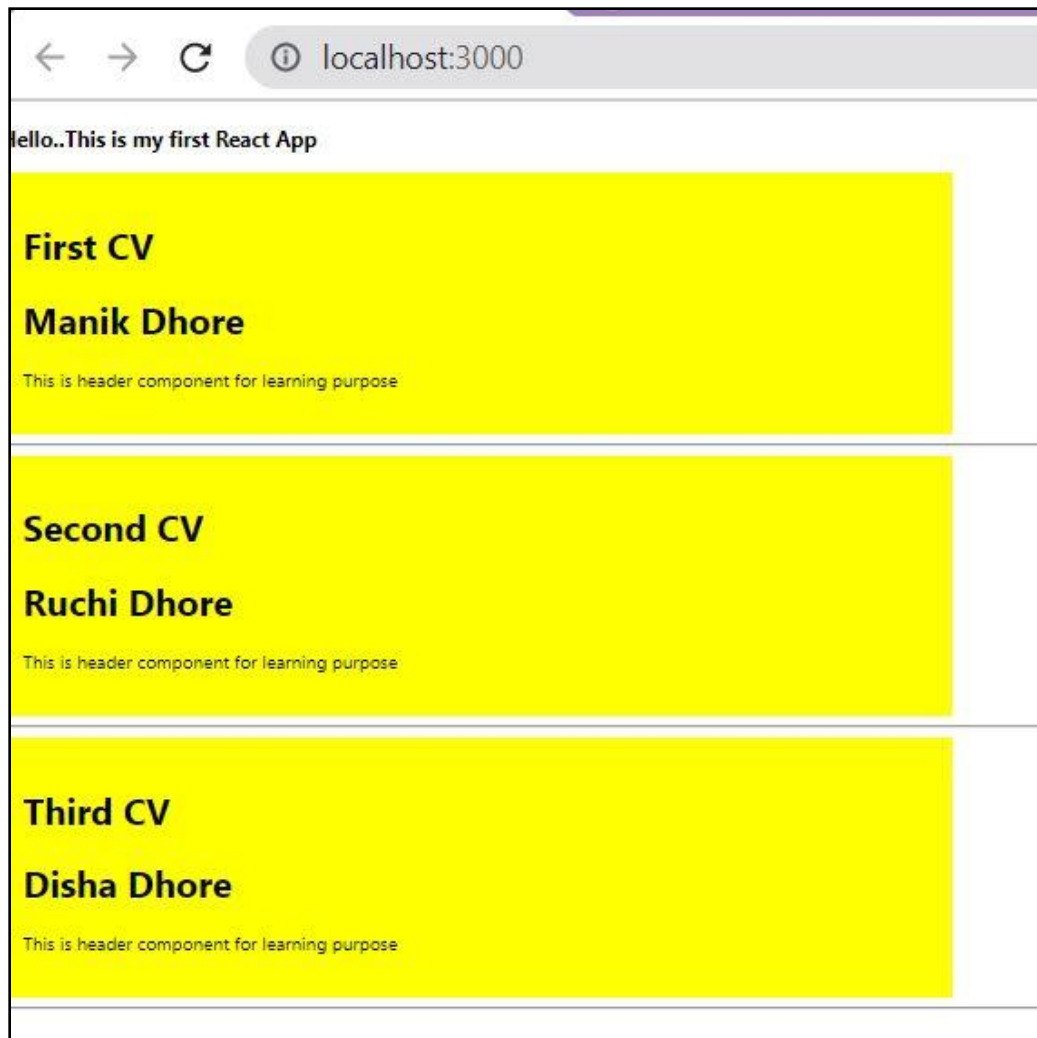 localhost:3000
Hello..This is my first React App
First CV
Manik Dhore
This is header component for learning purpose
Second CV
Ruchi Dhore
This is header component for learning purpose
Third CV
Disha Dhore
This is header component for learning purpose